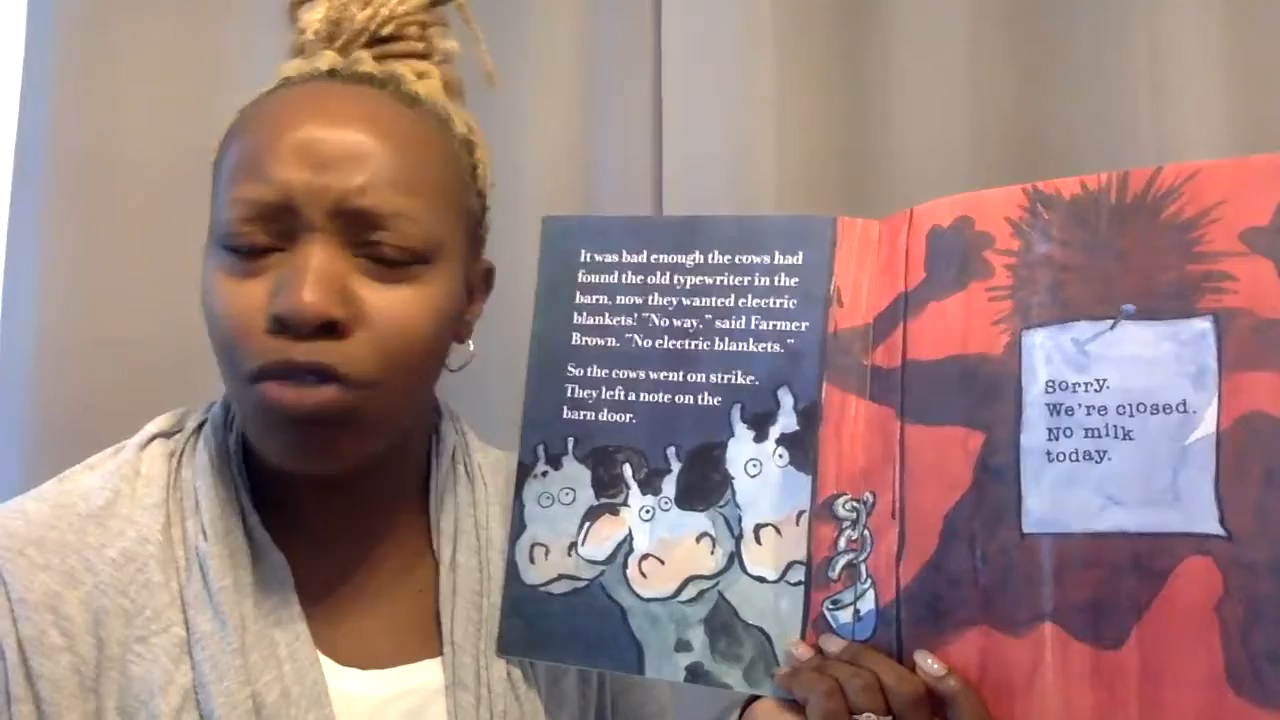 It was bad enough the cows had
found the old typewriter in the
barn, now they wanted electric
blankets! "No way," said Farmer
Brown. "No electric blankets."
So the cows went on strike.
They left a note on the
barn door.
Sorry.
We're closed.
No milk
today.